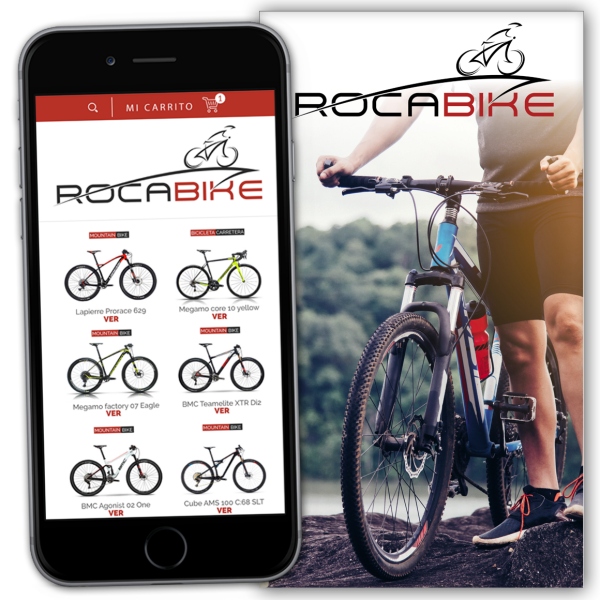 MI CARRITO 1
ROCABIKE
MOUNTAIN BIKE
Lapierre Prorace 629
VER
BICICLETA CARRETERA
Megamo core 10 yellow
VER
MOUNTAIN BIKE
Megamo factory 07 Eagle
VER
MOUNTAIN BIKE
BMC Teamelite XTR Di2
VER
MOUNTAIN BIKE
BMC Agonist 02 One
VER
MOUNTAIN BIKE
Cube AMS 100 C:68 SLT
VER
ROCABIKE